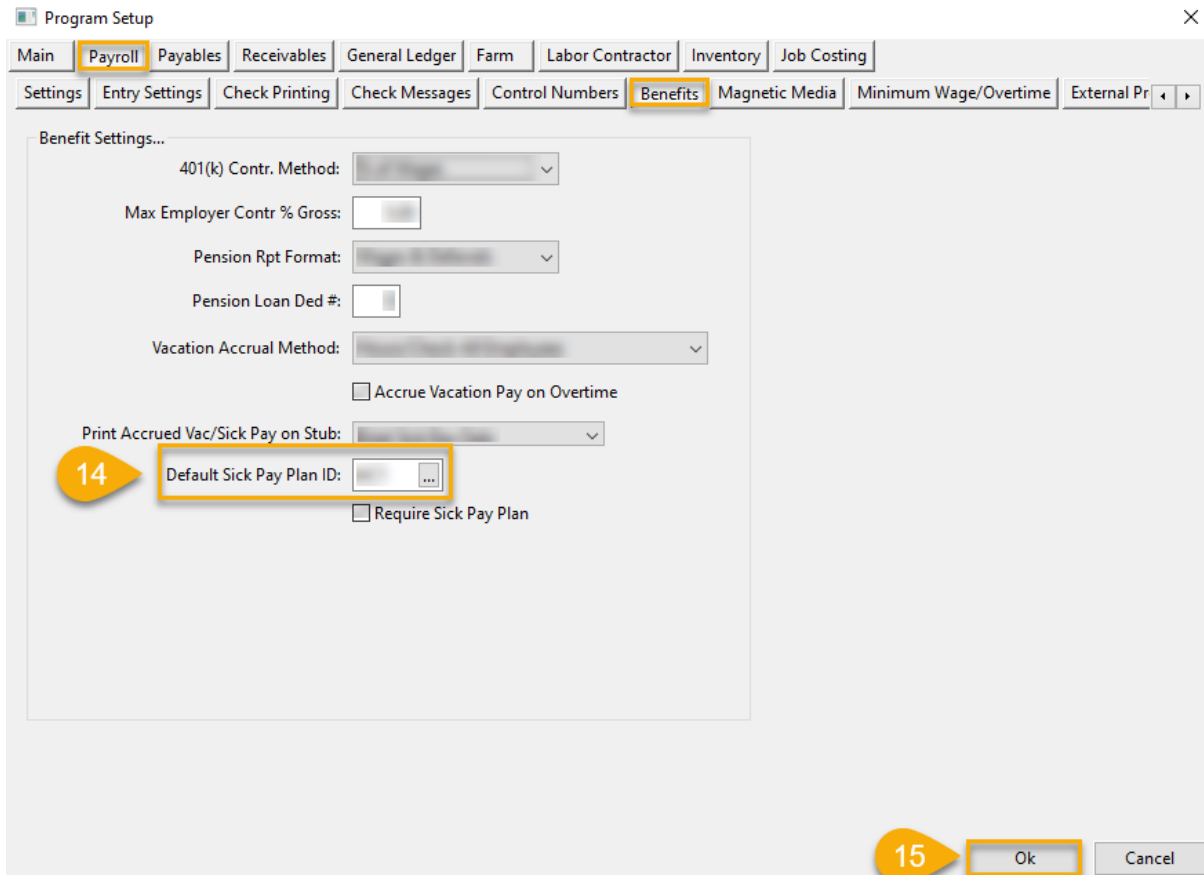 Program Setup
Main Payroll Payables Receivables General Ledger Farm Labor Contractor Inventory Job Costing
Settings Entry Settings Check Printing Check Messages Control Numbers Benefits Magnetic Media Minimum Wage/Overtime External Pr
Benefit Settings...
401(k) Contr. Method:
Max Employer Contr % Gross:
Pension Rpt Format:
Pension Loan Ded #:
Vacation Accrual Method:
Accrue Vacation Pay on Overtime
Print Accrued Vac/Sick Pay on Stub:
14 Default Sick Pay Plan ID: ...
Require Sick Pay Plan
15 Ok Cancel